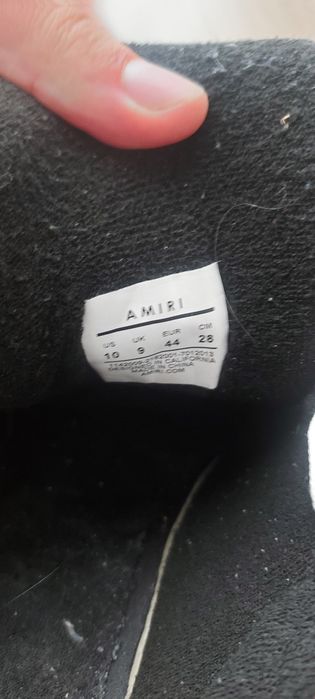 AMIRI
US UK EUR CM
10 9 44 28
DESIGNED IN CALIFORNIA
MADE IN CHINA
AMIRI.COM